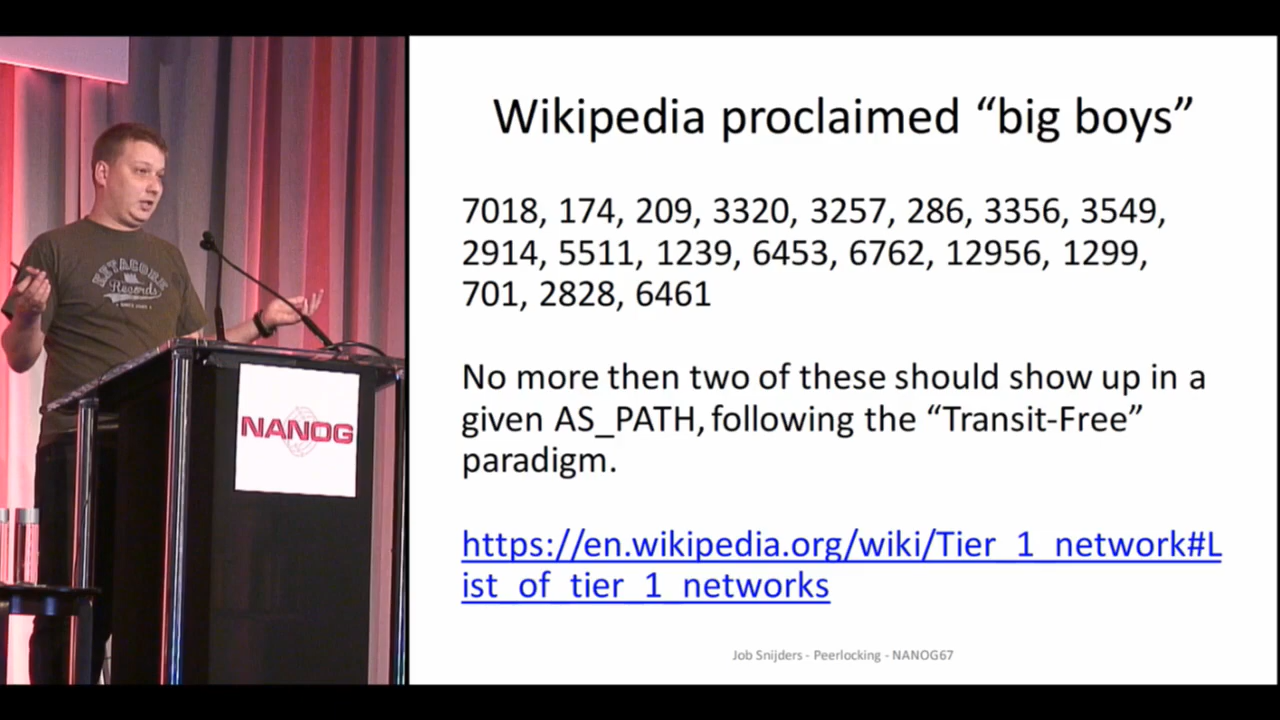 Wikipedia proclaimed “big boys”
7018, 174, 209, 3320, 3257, 286, 3356, 3549,
2914, 5511, 1239, 6453, 6762, 12956, 1299,
701, 2828, 6461
No more then two of these should show up in a
given AS_PATH, following the “Transit-Free”
paradigm.
https://en.wikipedia.org/wiki/Tier_1_network#L
ist_of_tier_1_networks
Job Snijders - Peerlocking - NANOG67
Records
NANOG